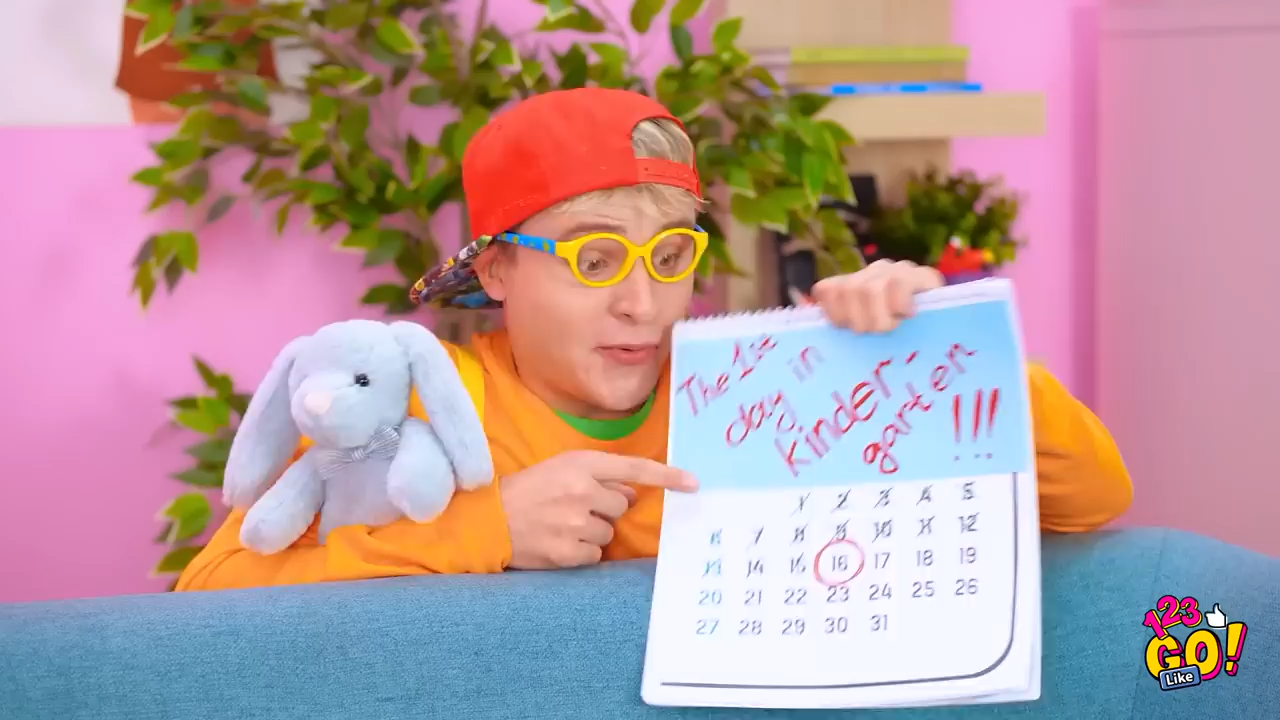 The 1st
day in
kinder-
garten
!!!
1 2 3 4 5
6 7 8 9 10 11 12
13 14 15 16 17 18 19
20 21 22 23 24 25 26
27 28 29 30 31
123
GO!
Like